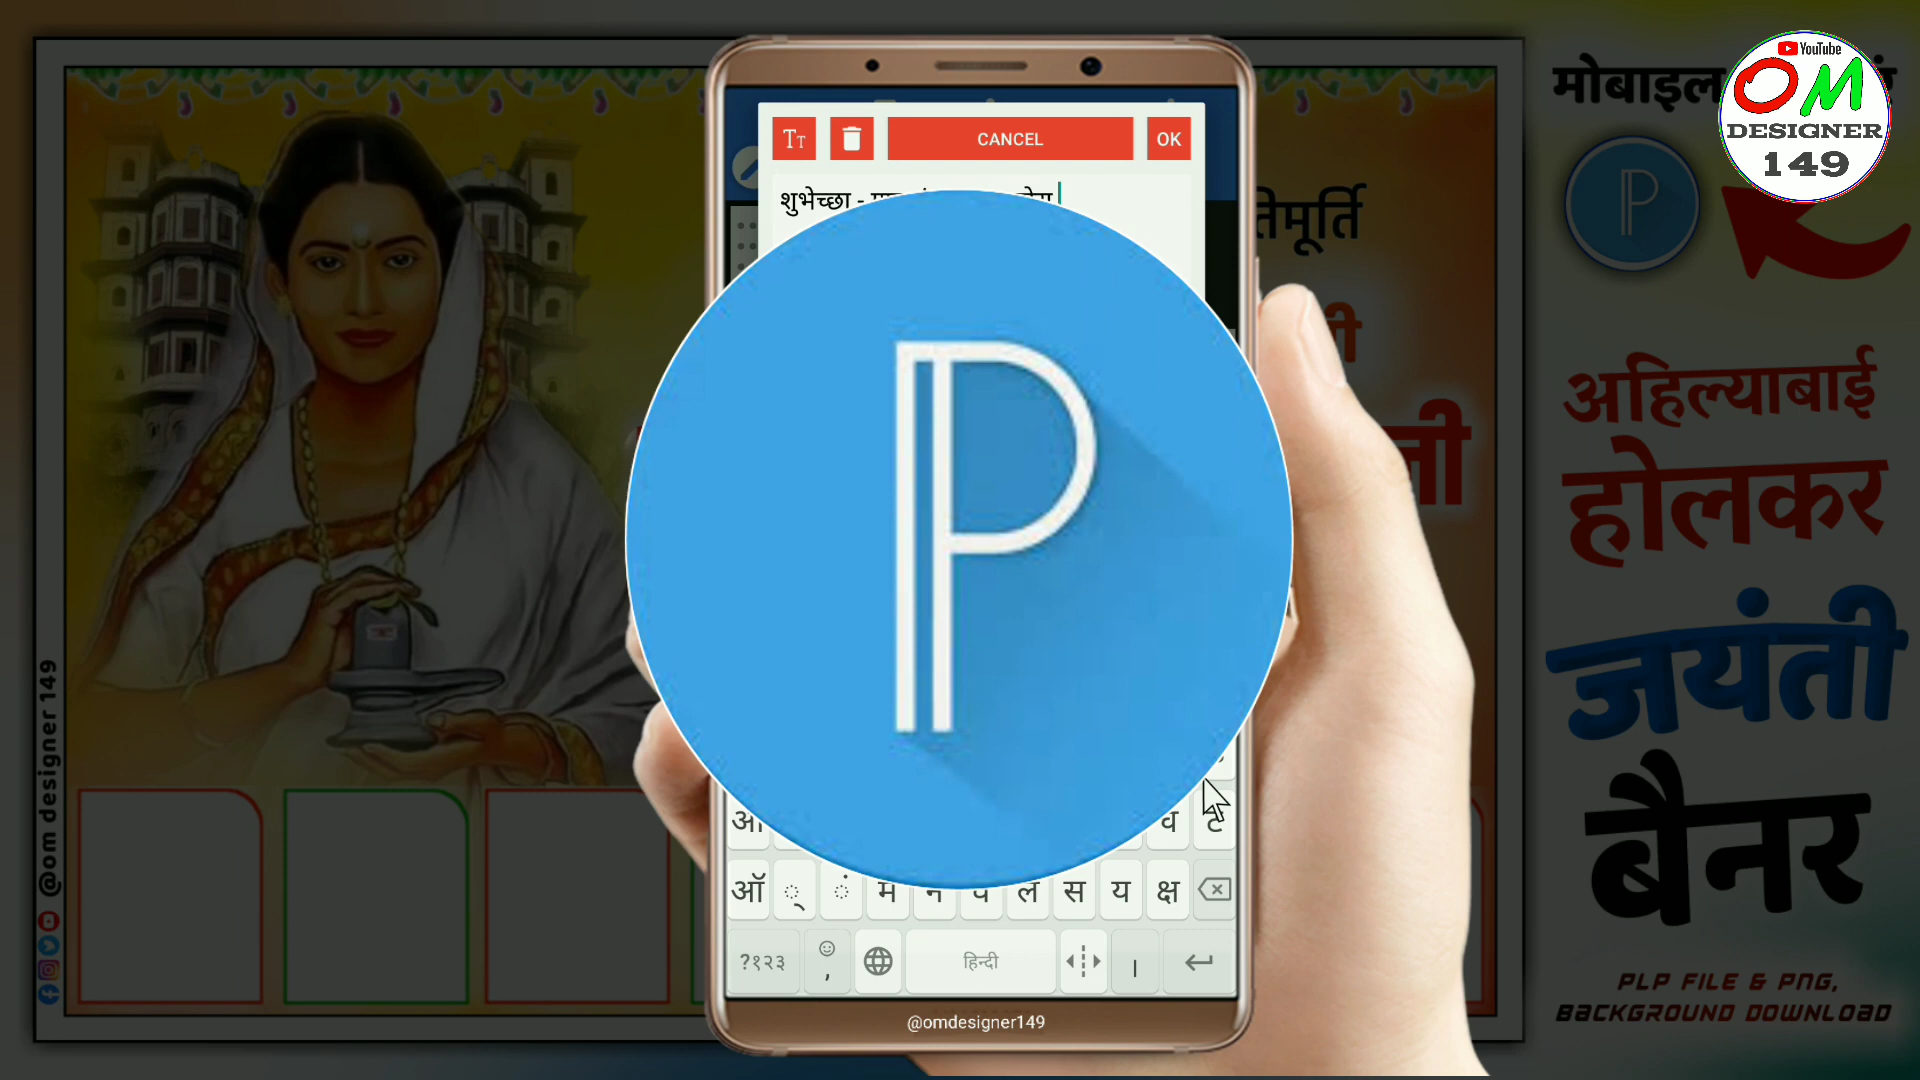 मोबाइल
YouTube
OM
DESIGNER
149
Tт
CANCEL
OK
शुभेच्छा -
अहिल्याबाई
होलकर
जयंती
बैनर
PLP FILE & PNG,
BACKGROUND DOWNLOAD
@om designer 149
P
व ट
ऑ ् ं म न प ल स य क्ष
?१२३ , हिन्दी ।
@omdesigner149